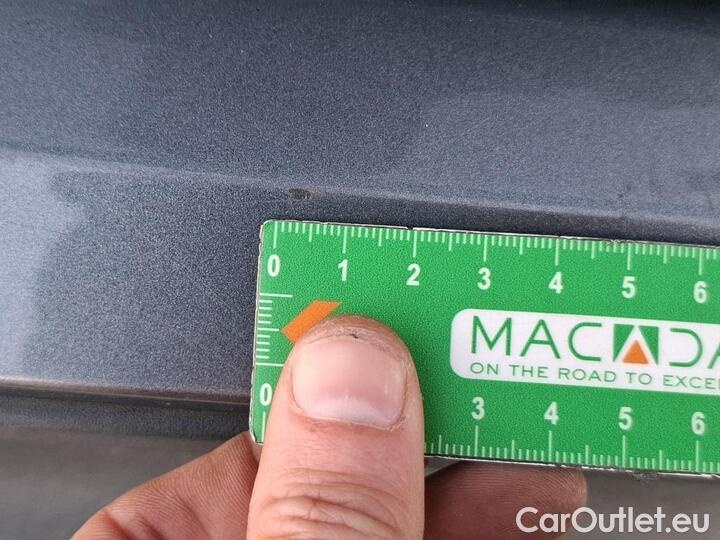 0 1 2 3 4 5 6
MACADA
ON THE ROAD TO EXCE
0 3 4 5 6
CarOutlet.eu